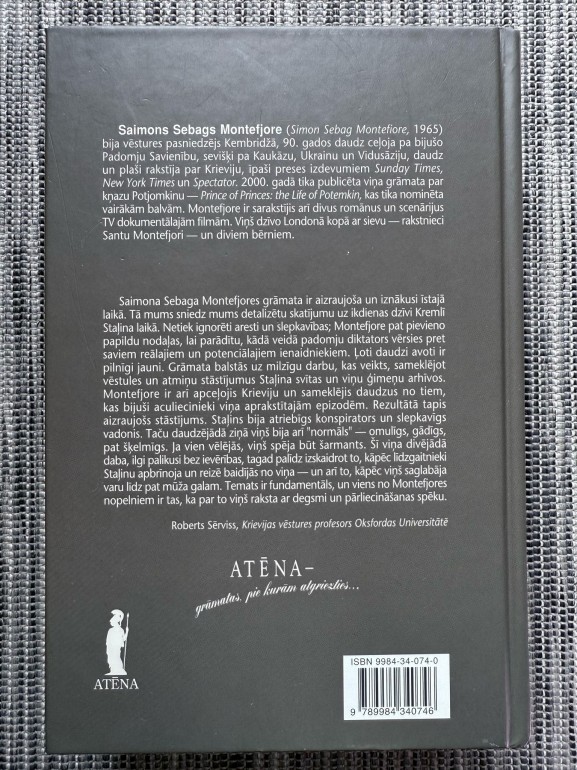 Saimons Sebags Montefjore (Simon Sebag Montefiore, 1965)
bija vēstures pasniedzējs Kembridžā, 90. gados daudz ceļoja pa bijušo
Padomju Savienību, sevišķi pa Kaukāzu, Ukrainu un Vidusāziju, daudz
un plaši rakstīja par Krieviju, īpaši preses izdevumiem Sunday Times,
New York Times un Spectator. 2000. gadā tika publicēta viņa grāmata par
kņazu Potjomkinu — Prince of Princes: the Life of Potemkin, kas tika nominēta
vairākām balvām. Montefjore ir sarakstījis arī divus romānus un scenārijus
TV dokumentālajām filmām. Viņš dzīvo Londonā kopā ar sievu — rakstnieci
Santu Montefjori — un diviem bērniem.
Saimona Sebaga Montefjores grāmata ir aizraujoša un iznākusi īstajā
laikā. Tā mums sniedz mums detalizētu skatījumu uz ikdienas dzīvi Kremlī
Staļina laikā. Netiek ignorēti aresti un slepkavības; Montefjore pat pievieno
papildu nodaļas, lai parādītu, kādā veidā padomju diktators vērsies pret
saviem reālajiem un potenciālajiem ienaidniekiem. Ļoti daudzi avoti ir
pilnīgi jauni. Grāmata balstās uz milzīgu darbu, kas veikts, sameklējot
vēstules un atmiņu stāstījumus Staļina svītas un viņu ģimeņu arhīvos.
Montefjore ir arī apceļojis Krieviju un sameklējis daudzus no tiem,
kas bijuši aculiecinieki viņa aprakstītajām epizodēm. Rezultātā tapis
aizraujošs stāstījums. Staļins bija atriebīgs konspirators un slepkavīgs
vadonis. Taču daudzējādā ziņā viņš bija arī "normāls" — omulīgs, gādīgs,
pat šķelmīgs. Ja vien vēlējās, viņš spēja būt šarmants. Šī viņa divējādā
daba, ilgi palikusi bez ievērības, tagad palīdz izskaidrot to, kāpēc līdzgaitnieki
Staļinu apbrīnoja un reizē baidījās no viņa — un arī to, kāpēc viņš saglabāja
varu līdz pat mūža galam. Temats ir fundamentāls, un viens no Montefjores
nopelniem ir tas, ka par to viņš raksta ar degsmi un pārliecināšanas spēku.
Roberts Sērviss, Krievijas vēstures profesors Oksfordas Universitātē
ATĒNA–
grāmatas, pie kurām atgriezties...
ATĒNA
ISBN 9984-34-074-0
9 789984 340746